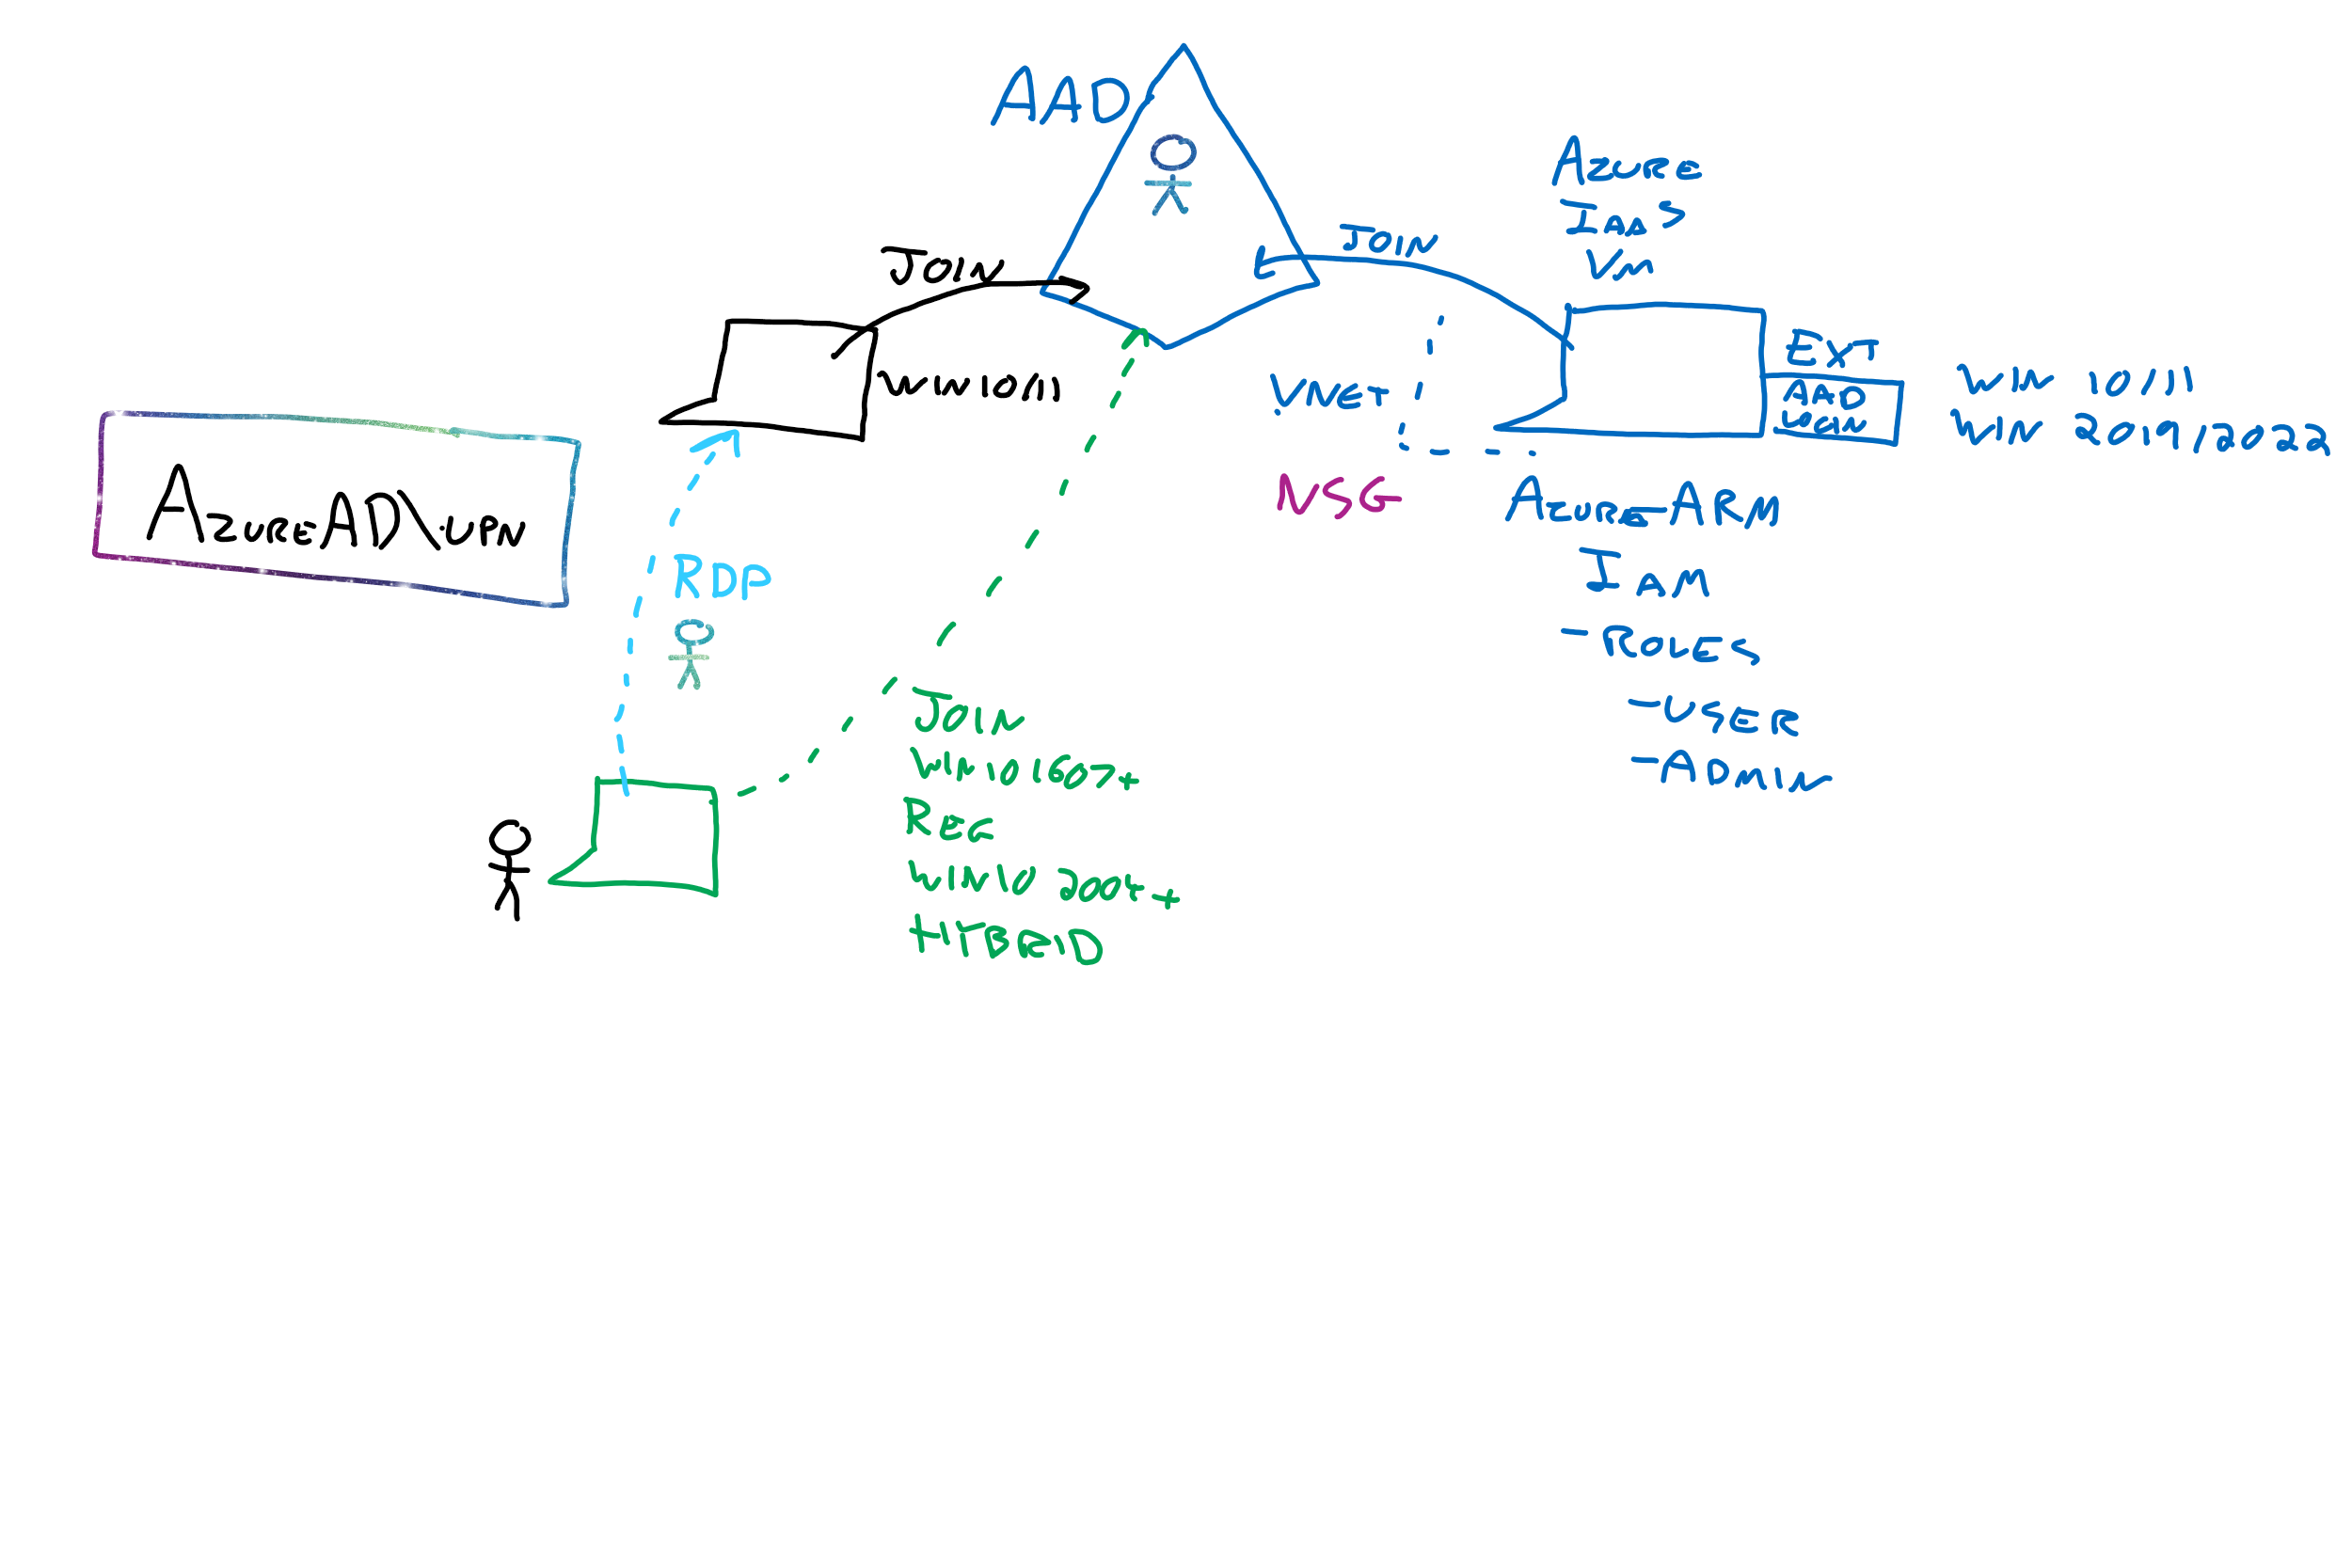 AAD
AZURE
IAAS
VM
JOIN
JOIN
WIN10/11
EXT
AAD
LOGIN
WIN 10/11
WIN 2019/2022
VNET
NSG
AZURE ARM
IAM
- ROLES
- USER
- ADMIN
AZUREAD\UPN
RDP
JOIN
WIN10 1607+
REG
WIN10 2004+
HYBRID